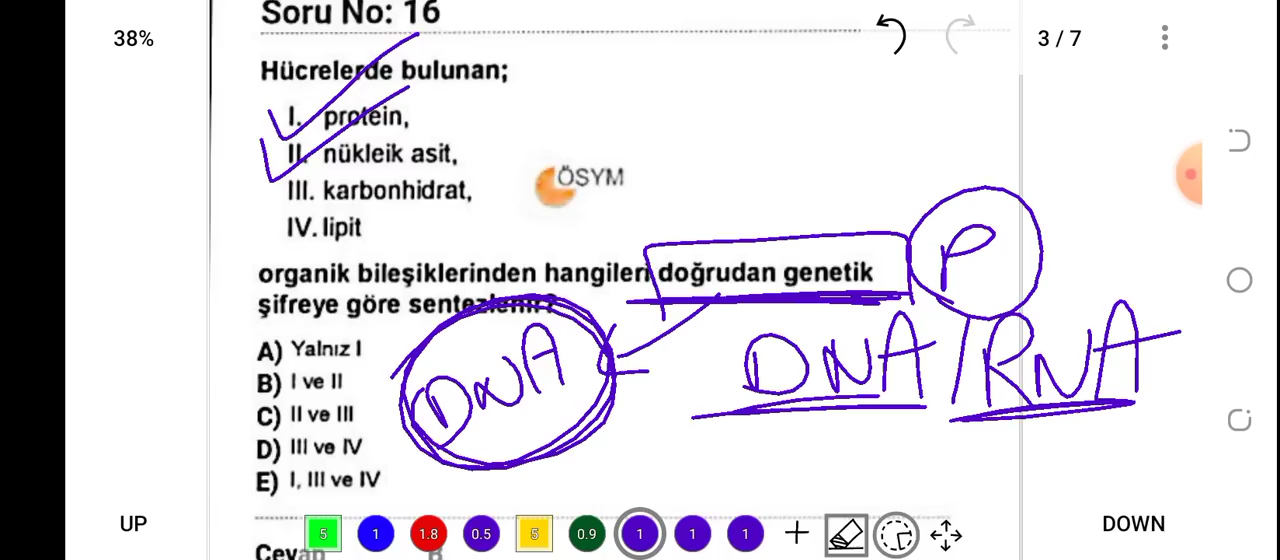 Soru No: 16
38%
3 / 7
Hücrelerde bulunan;
I. protein,
II. nükleik asit,
III. karbonhidrat,
IV. lipit
ÖSYM
P
organik bileşiklerinden hangileri doğrudan genetik
şifreye göre sentezlenir?
DNA
DNA/RNA
A) Yalnız I
B) I ve II
C) II ve III
D) III ve IV
E) I, III ve IV
UP
5 1 1.8 0.5 5 0.9 1 1 1
DOWN
Cevap B